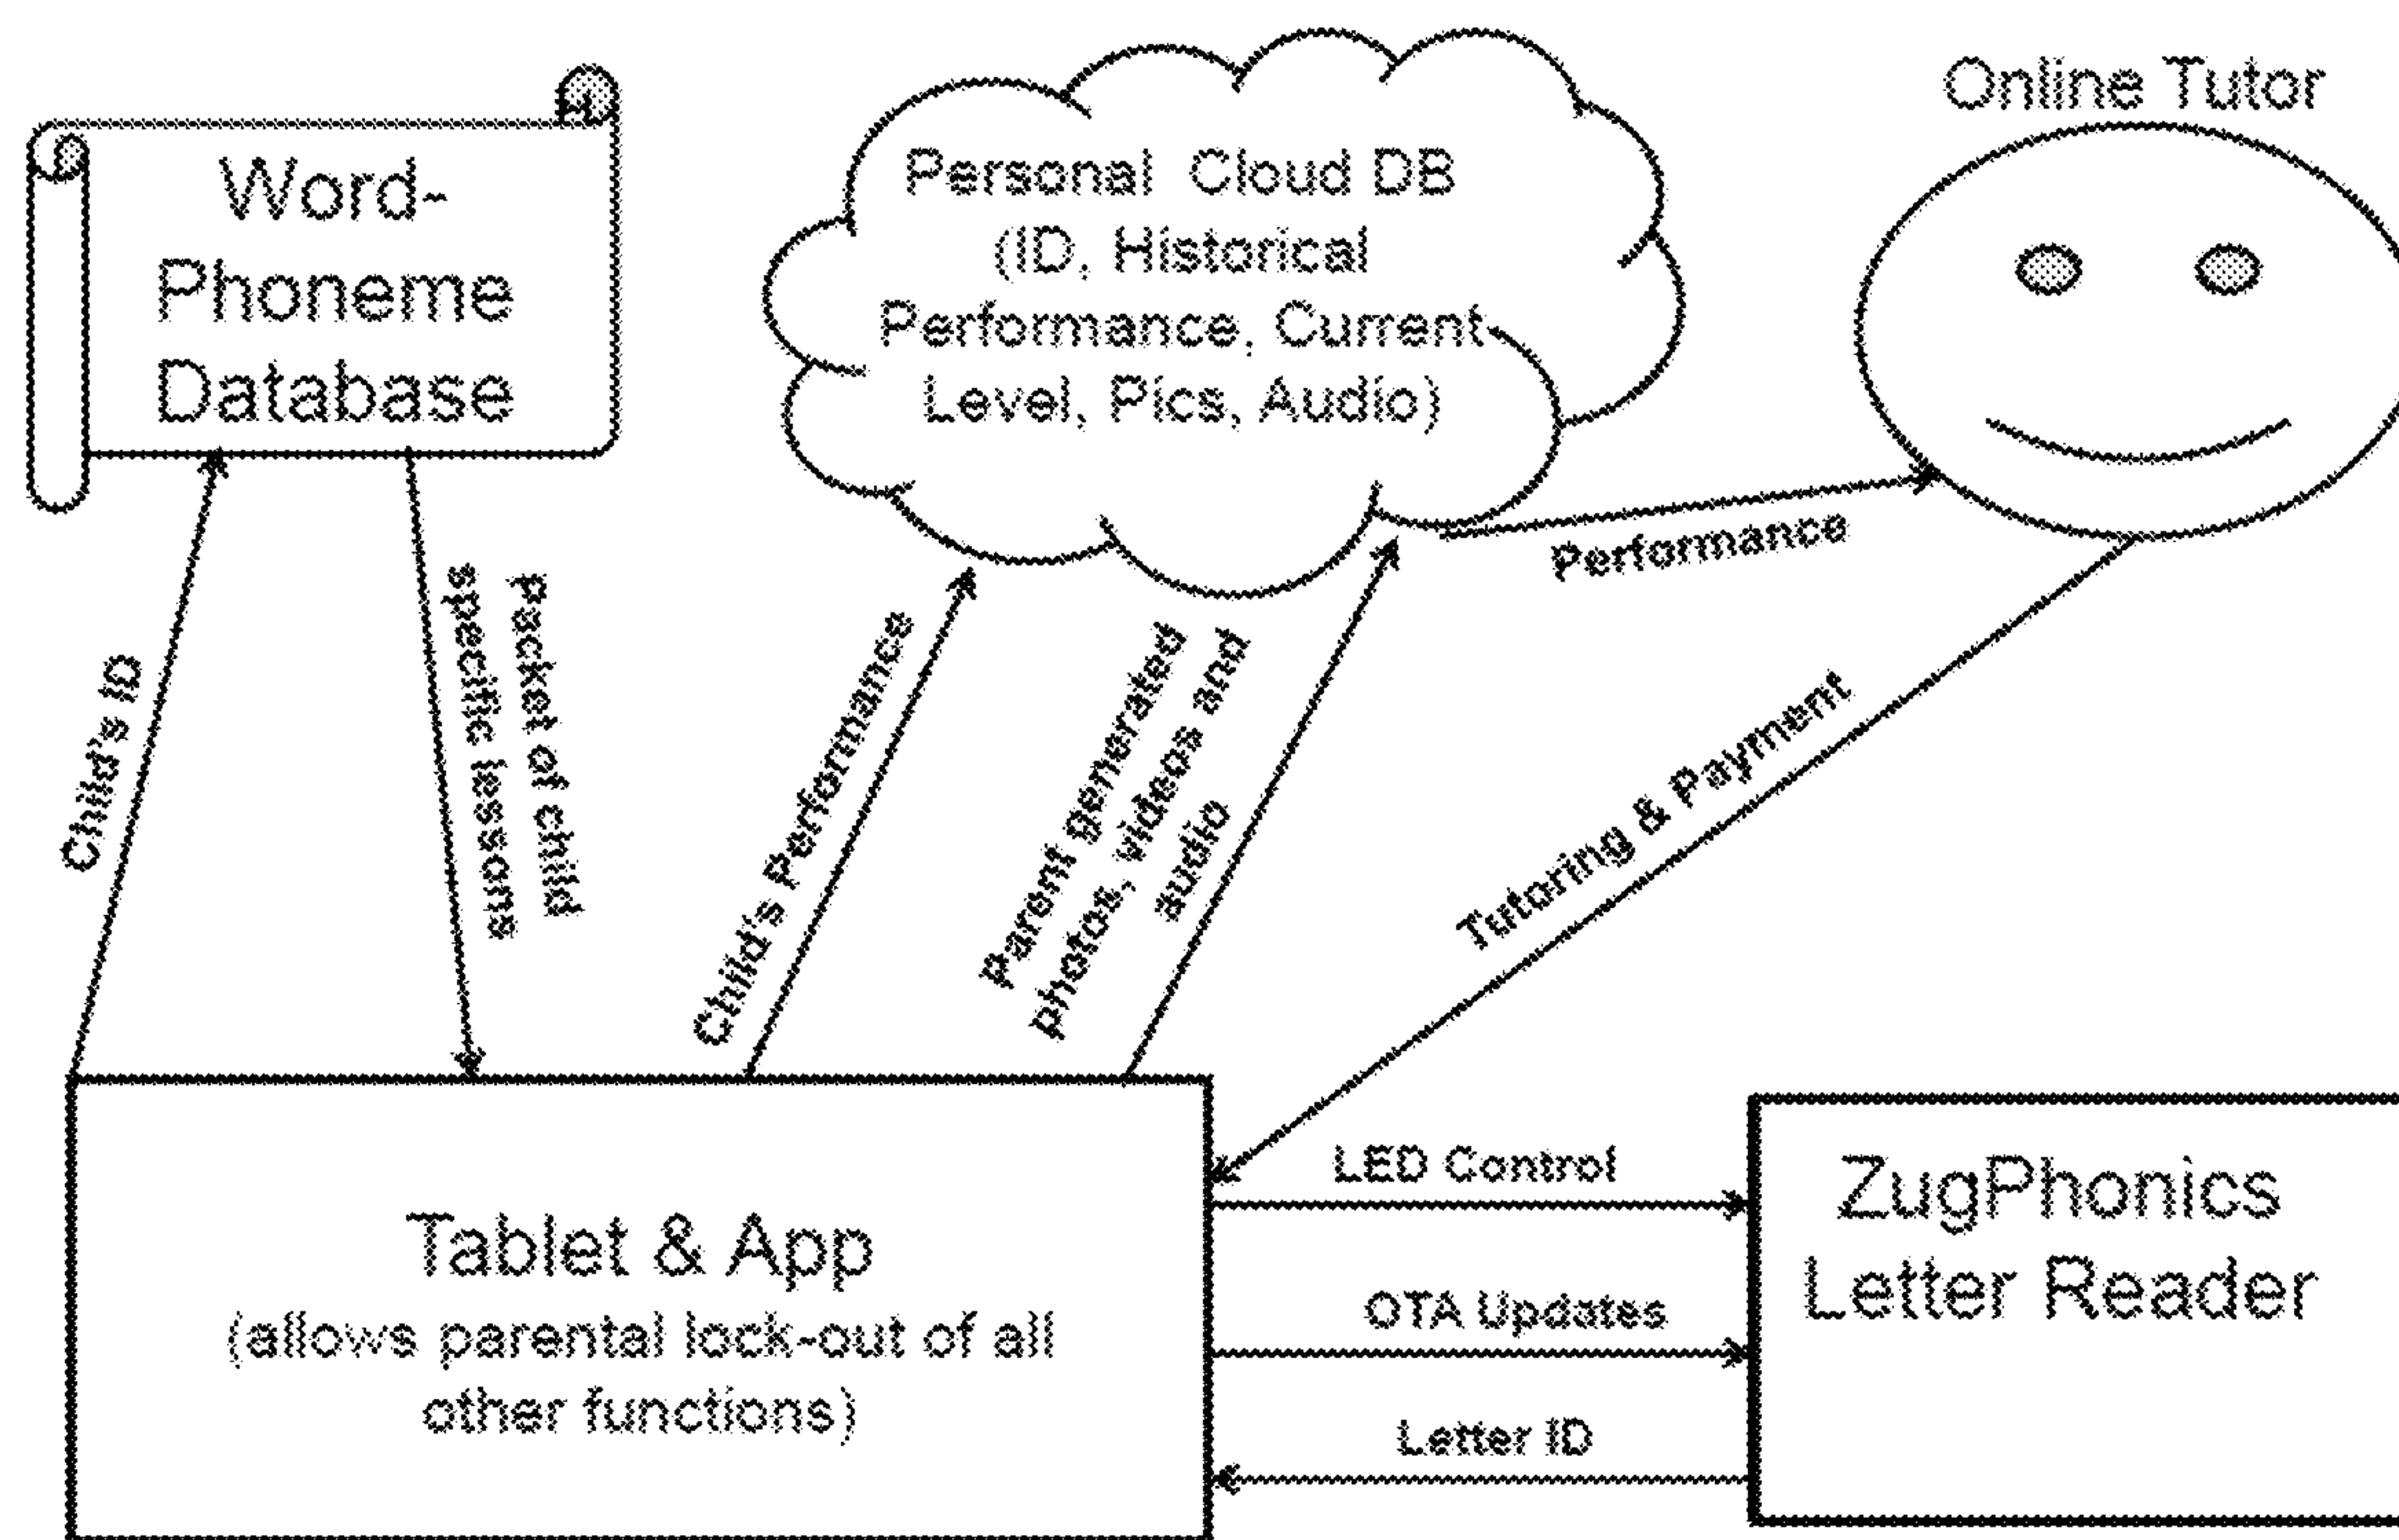 Word-
Phoneme
Database
Personal Cloud DB
(ID, Historical
Performance, Current
Level, Pics, Audio)
Online Tutor
Performance
Child's ID
Packet of child
specific lessons
Child's Performance
Parent generated
photos, videos and
audio
Tutoring & Payment
Tablet & App
(allows parental lock-out of all
other functions)
LED Control
OTA Updates
Letter ID
ZugPhonics
Letter Reader